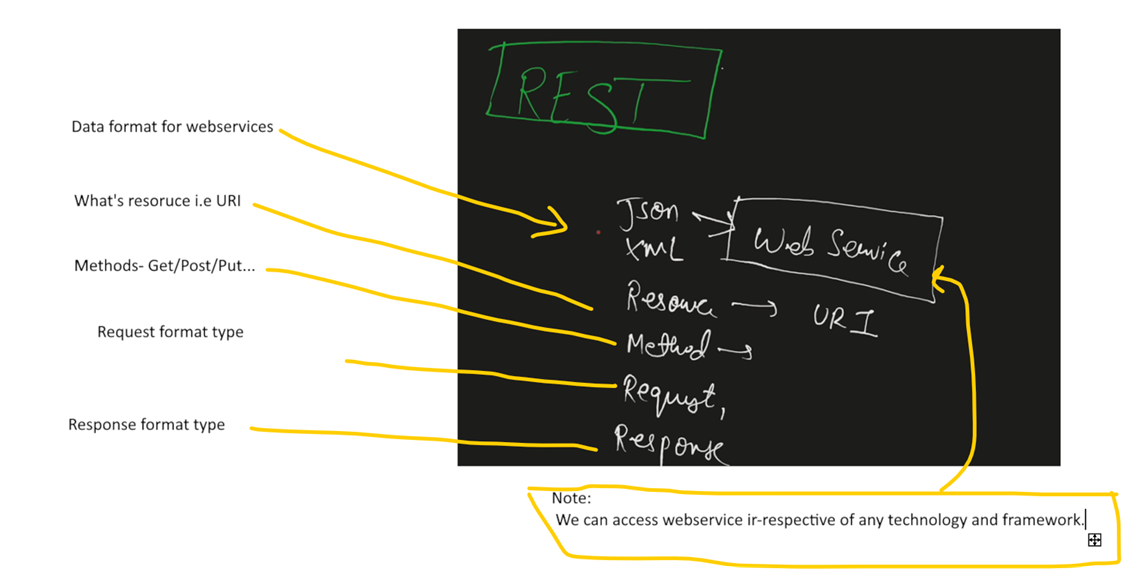 REST
Data format for webservices
What's resoruce i.e URI
Methods- Get/Post/Put...
Request format type
Response format type
Json
XML
Web Service
Resource
URI
Method
Request,
Response
Note:
We can access webservice ir-respective of any technology and framework.